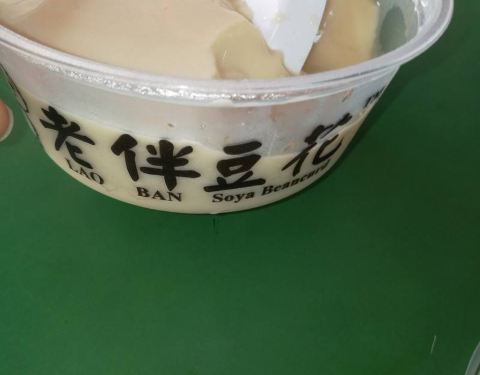 老伴豆花
LAO BAN Soya Beancurd